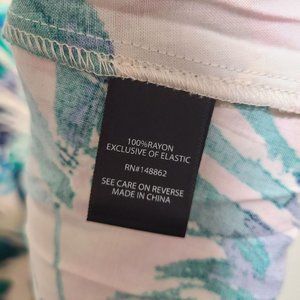 100%RAYON
EXCLUSIVE OF ELASTIC
RN#148862
SEE CARE ON REVERSE
MADE IN CHINA